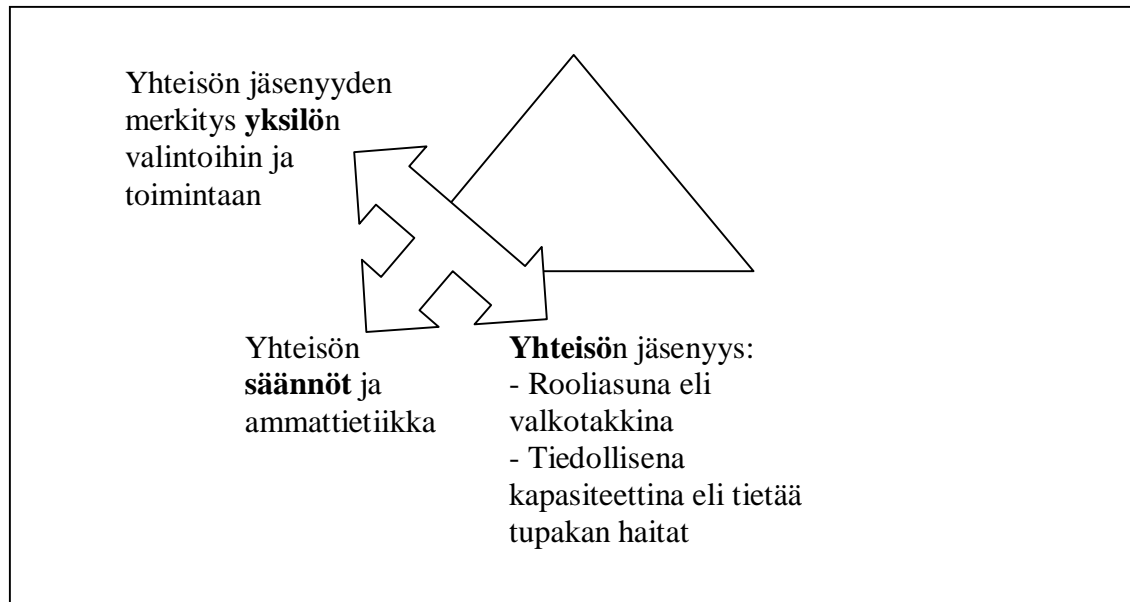 Yhteisön jäsenyyden
merkitys yksilön
valintoihin ja
toimintaan
Yhteisön
säännöt ja
ammattietiikka
Yhteisön jäsenyys:
- Rooliasuna eli
valkotakkina
- Tiedollisena
kapasiteettina eli tietää
tupakan haitat